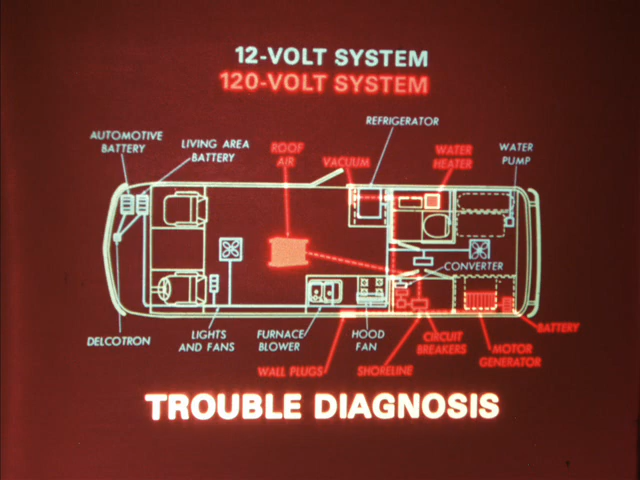 12-VOLT SYSTEM
120-VOLT SYSTEM
REFRIGERATOR
AUTOMOTIVE
BATTERY
LIVING AREA
BATTERY
ROOF
AIR
VACUUM
WATER
HEATER
WATER
PUMP
CONVERTER
DELCOTRON
LIGHTS
AND FANS
FURNACE
BLOWER
HOOD
FAN
CIRCUIT
BREAKERS
BATTERY
WALL PLUGS
SHORELINE
MOTOR
GENERATOR
TROUBLE DIAGNOSIS